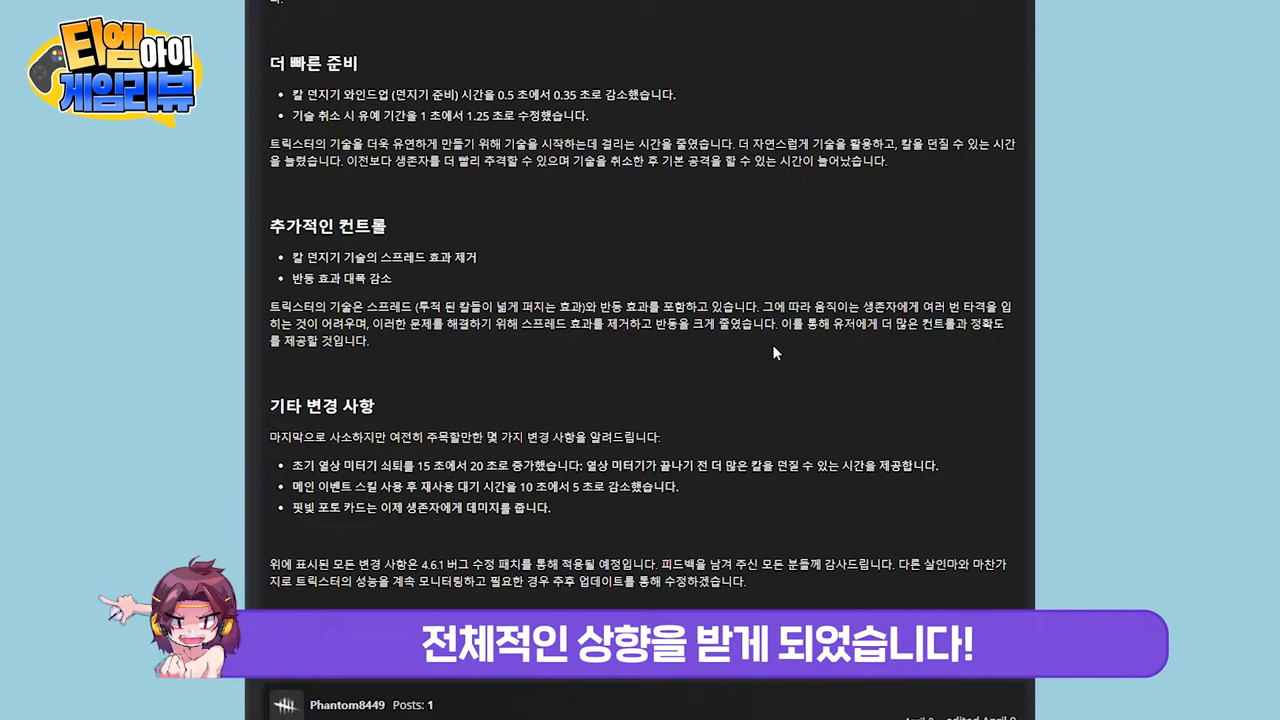 티엠아이
게임리뷰
다.
더 빠른 준비
• 칼 던지기 와인드업 (던지기 준비) 시간을 0.5 초에서 0.35 초로 감소했습니다.
• 기술 취소 시 유예 기간을 1 초에서 1.25 초로 수정했습니다.
트릭스터의 기술을 더욱 유연하게 만들기 위해 기술을 시작하는데 걸리는 시간을 줄였습니다. 더 자연스럽게 기술을 활용하고, 칼을 던질 수 있는 시간
을 늘렸습니다. 이전보다 생존자를 더 빨리 추격할 수 있으며 기술을 취소한 후 기본 공격을 할 수 있는 시간이 늘어났습니다.
추가적인 컨트롤
• 칼 던지기 기술의 스프레드 효과 제거
• 반동 효과 대폭 감소
트릭스터의 기술은 스프레드 (투척 된 칼들이 넓게 퍼지는 효과)와 반동 효과를 포함하고 있습니다. 그에 따라 움직이는 생존자에게 여러 번 타격을 입
히는 것이 어려우며, 이러한 문제를 해결하기 위해 스프레드 효과를 제거하고 반동을 크게 줄였습니다. 이를 통해 유저에게 더 많은 컨트롤과 정확도
를 제공할 것입니다.
기타 변경 사항
마지막으로 사소하지만 여전히 주목할만한 몇 가지 변경 사항을 알려드립니다:
• 초기 열상 미터기 쇠퇴를 15 초에서 20 초로 증가했습니다: 열상 미터기가 끝나기 전 더 많은 칼을 던질 수 있는 시간을 제공합니다.
• 메인 이벤트 스킬 사용 후 재사용 대기 시간을 10 초에서 5 초로 감소했습니다.
• 핏빛 포토 카드는 이제 생존자에게 데미지를 줍니다.
위에 표시된 모든 변경 사항은 4.6.1 버그 수정 패치를 통해 적용될 예정입니다. 피드백을 남겨 주신 모든 분들께 감사드립니다. 다른 살인마와 마찬가
지로 트릭스터의 성능을 계속 모니터링하고 필요한 경우 추후 업데이트를 통해 수정하겠습니다.
전체적인 상향을 받게 되었습니다!
Phantom8449 Posts: 1